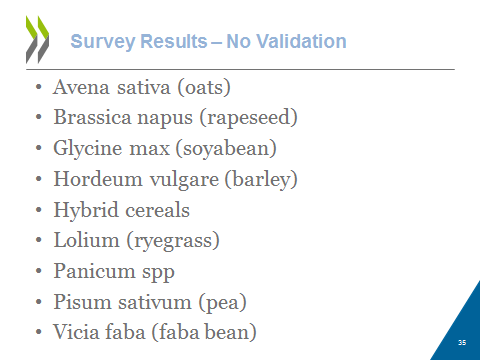 Survey Results – No Validation
• Avena sativa (oats)
• Brassica napus (rapeseed)
• Glycine max (soyabean)
• Hordeum vulgare (barley)
• Hybrid cereals
• Lolium (ryegrass)
• Panicum spp
• Pisum sativum (pea)
• Vicia faba (faba bean)
35